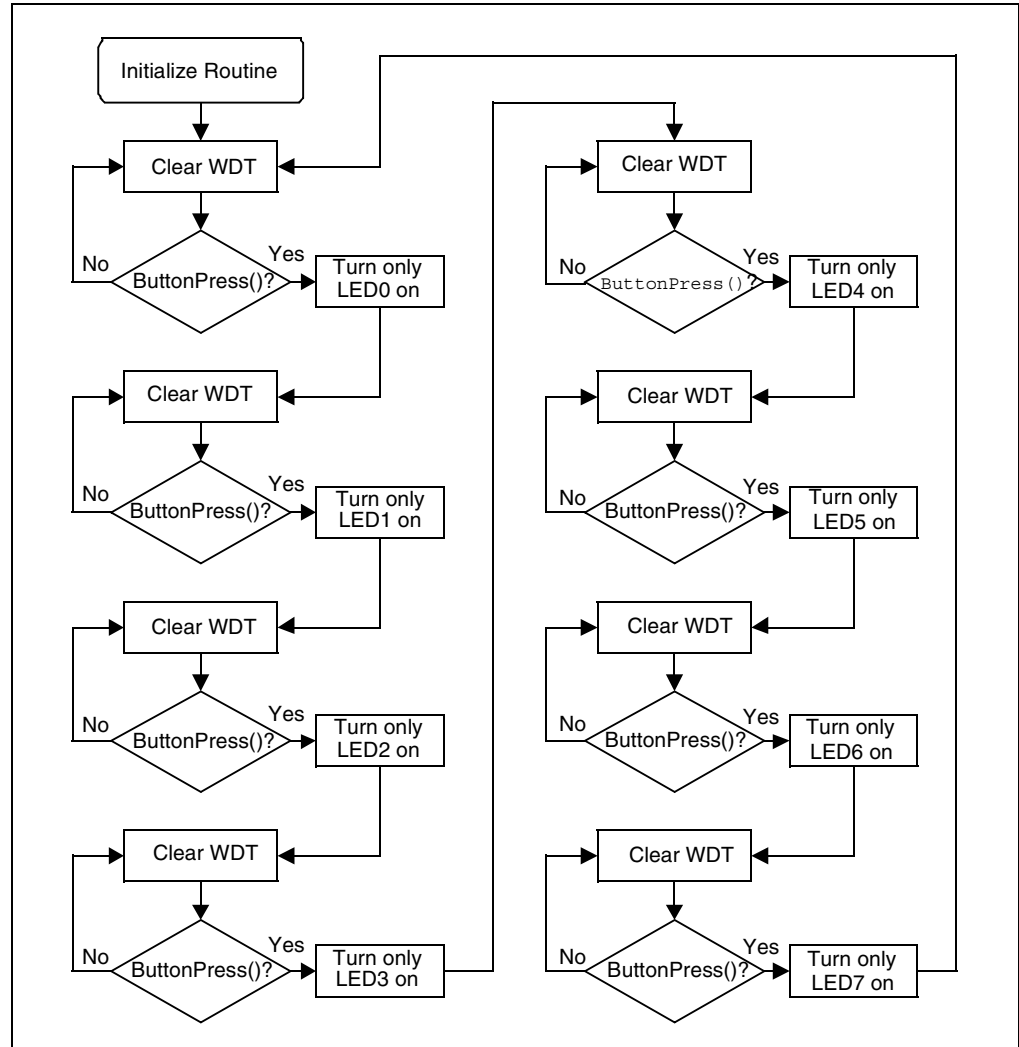 Initialize Routine
Clear WDT
ButtonPress()?
No
Yes
Turn only
LED0 on
Clear WDT
ButtonPress()?
No
Yes
Turn only
LED1 on
Clear WDT
ButtonPress()?
No
Yes
Turn only
LED2 on
Clear WDT
ButtonPress()?
No
Yes
Turn only
LED3 on
Clear WDT
ButtonPress()?
No
Yes
Turn only
LED4 on
Clear WDT
ButtonPress()?
No
Yes
Turn only
LED5 on
Clear WDT
ButtonPress()?
No
Yes
Turn only
LED6 on
Clear WDT
ButtonPress()?
No
Yes
Turn only
LED7 on